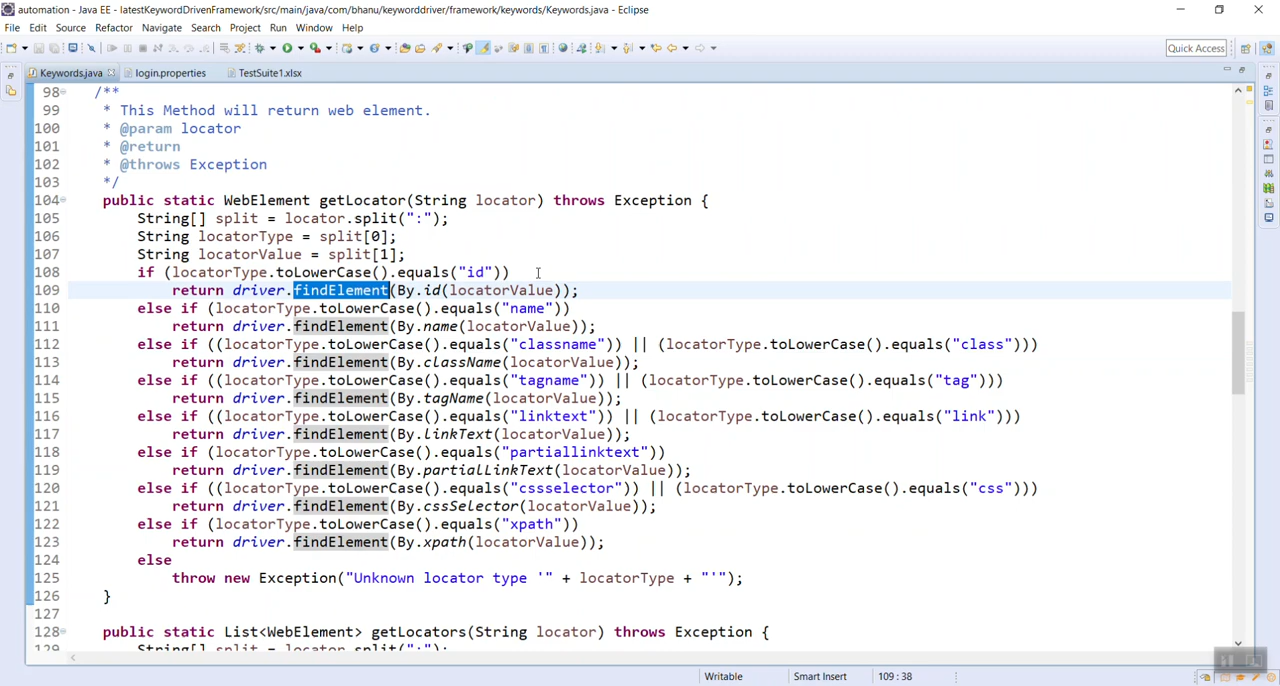 automation - Java EE - latestKeywordDrivenFramework/src/main/java/com/bhanu/keyworddriver/framework/keywords/Keywords.java - Eclipse
File Edit Source Refactor Navigate Search Project Run Window Help
Quick Access
Keywords.java login.properties TestSuite1.xlsx
98 /**
99 * This Method will return web element.
100 * @param locator
101 * @return
102 * @throws Exception
103 */
104 public static WebElement getLocator(String locator) throws Exception {
105 String[] split = locator.split(":");
106 String locatorType = split[0];
107 String locatorValue = split[1];
108 if (locatorType.toLowerCase().equals("id"))
109 return driver.findElement(By.id(locatorValue));
110 else if (locatorType.toLowerCase().equals("name"))
111 return driver.findElement(By.name(locatorValue));
112 else if ((locatorType.toLowerCase().equals("classname")) || (locatorType.toLowerCase().equals("class")))
113 return driver.findElement(By.className(locatorValue));
114 else if ((locatorType.toLowerCase().equals("tagname")) || (locatorType.toLowerCase().equals("tag")))
115 return driver.findElement(By.tagName(locatorValue));
116 else if ((locatorType.toLowerCase().equals("linktext")) || (locatorType.toLowerCase().equals("link")))
117 return driver.findElement(By.linkText(locatorValue));
118 else if (locatorType.toLowerCase().equals("partiallinktext"))
119 return driver.findElement(By.partialLinkText(locatorValue));
120 else if ((locatorType.toLowerCase().equals("cssselector")) || (locatorType.toLowerCase().equals("css")))
121 return driver.findElement(By.cssSelector(locatorValue));
122 else if (locatorType.toLowerCase().equals("xpath"))
123 return driver.findElement(By.xpath(locatorValue));
124 else
125 throw new Exception("Unknown locator type '" + locatorType + "'");
126 }
127
128 public static List<WebElement> getLocators(String locator) throws Exception {
129 String[] split = locator.split(":");
Writable Smart Insert 109 : 38